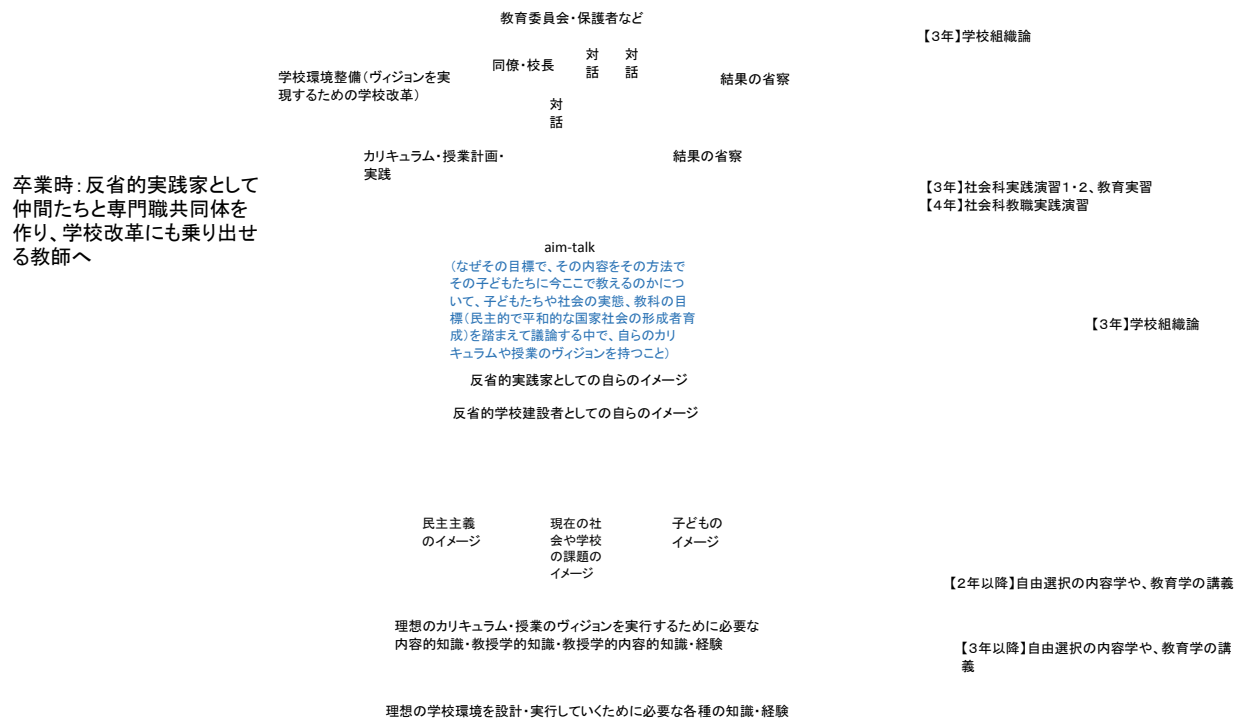 教育委員会・保護者など
【３年】学校組織論
同僚・校長
対
話
対
話
学校環境整備（ヴィジョンを実
現するための学校改革）
結果の省察
対
話
カリキュラム・授業計画・
実践
結果の省察
卒業時：反省的実践家として
仲間たちと専門職共同体を
作り、学校改革にも乗り出せ
る教師へ
【３年】社会科実践演習１・２、教育実習
【４年】社会科教職実践演習
aim-talk
（なぜその目標で、その内容をその方法で
その子どもたちに今ここで教えるのかにつ
いて、子どもたちや社会の実態、教科の目
標（民主的で平和的な国家社会の形成者育
成）を踏まえて議論する中で、自らのカリ
キュラムや授業のヴィジョンを持つこと）
【３年】学校組織論
反省的実践家としての自らのイメージ
反省的学校建設者としての自らのイメージ
民主主義
のイメージ
現在の社
会や学校
の課題の
イメージ
子どもの
イメージ
【２年以降】自由選択の内容学や、教育学の講義
理想のカリキュラム・授業のヴィジョンを実行するために必要な
内容的知識・教授学的知識・教授学的内容的知識・経験
【３年以降】自由選択の内容学や、教育学の講
義
理想の学校環境を設計・実行していくために必要な各種の知識・経験